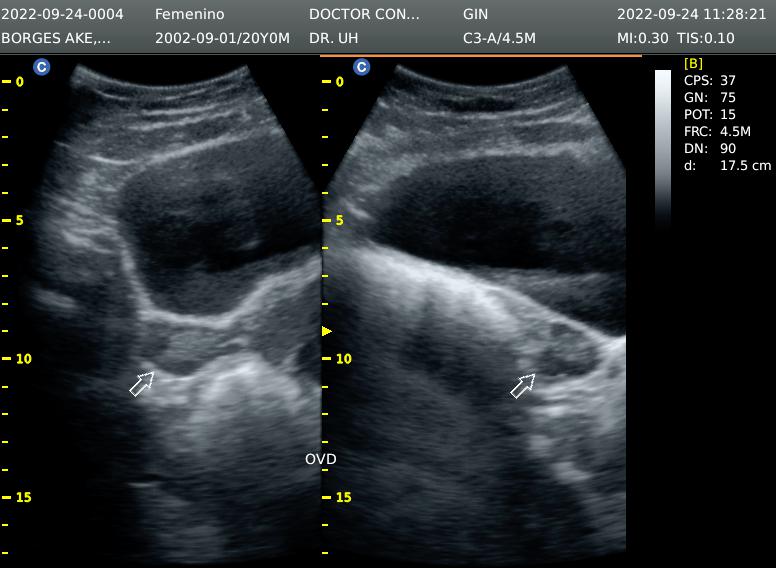 2022-09-24-0004 Femenino DOCTOR CON... GIN 2022-09-24 11:28:21
BORGES AKE,... 2002-09-01/20Y0M DR. UH C3-A/4.5M MI:0.30 TIS:0.10
C C
[B]
0 0
CPS: 37
GN: 75
POT: 15
FRC: 4.5M
DN: 90
d: 17.5 cm
5 5
10 10
OVD
15 15